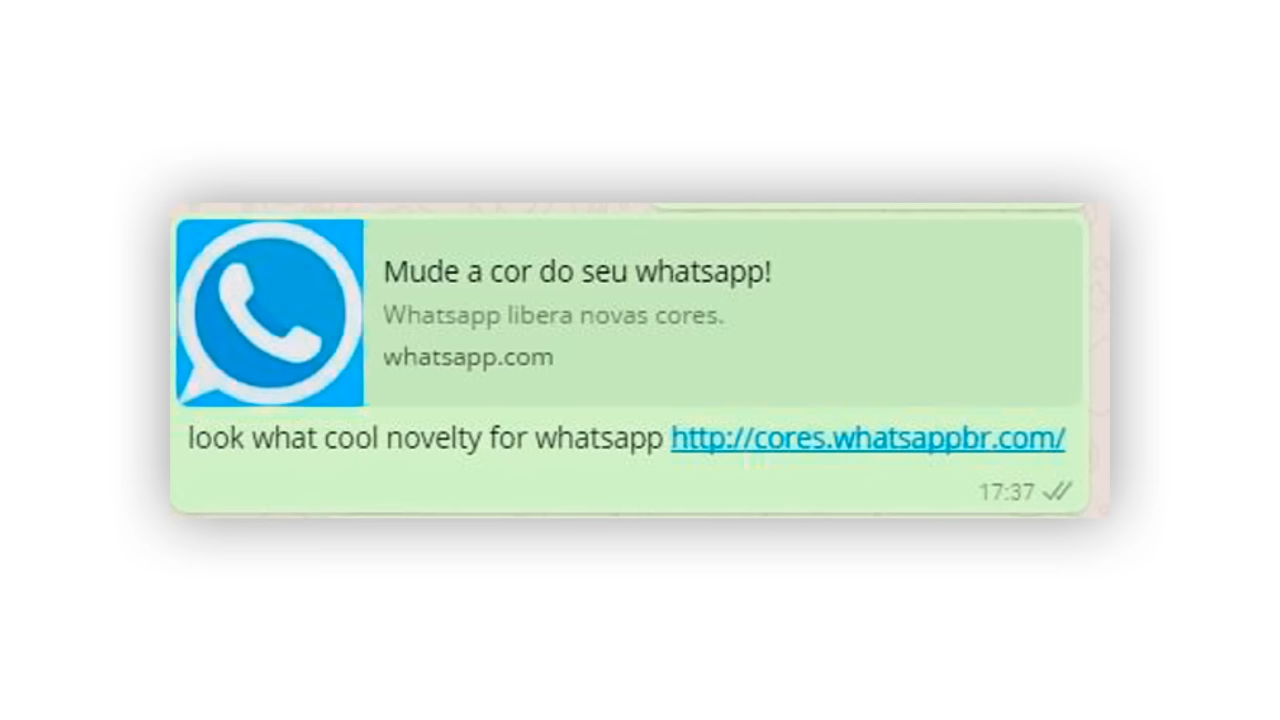 Mude a cor do seu whatsapp!
Whatsapp libera novas cores.
whatsapp.com
look what cool novelty for whatsapp http://cores.whatsappbr.com/
17:37